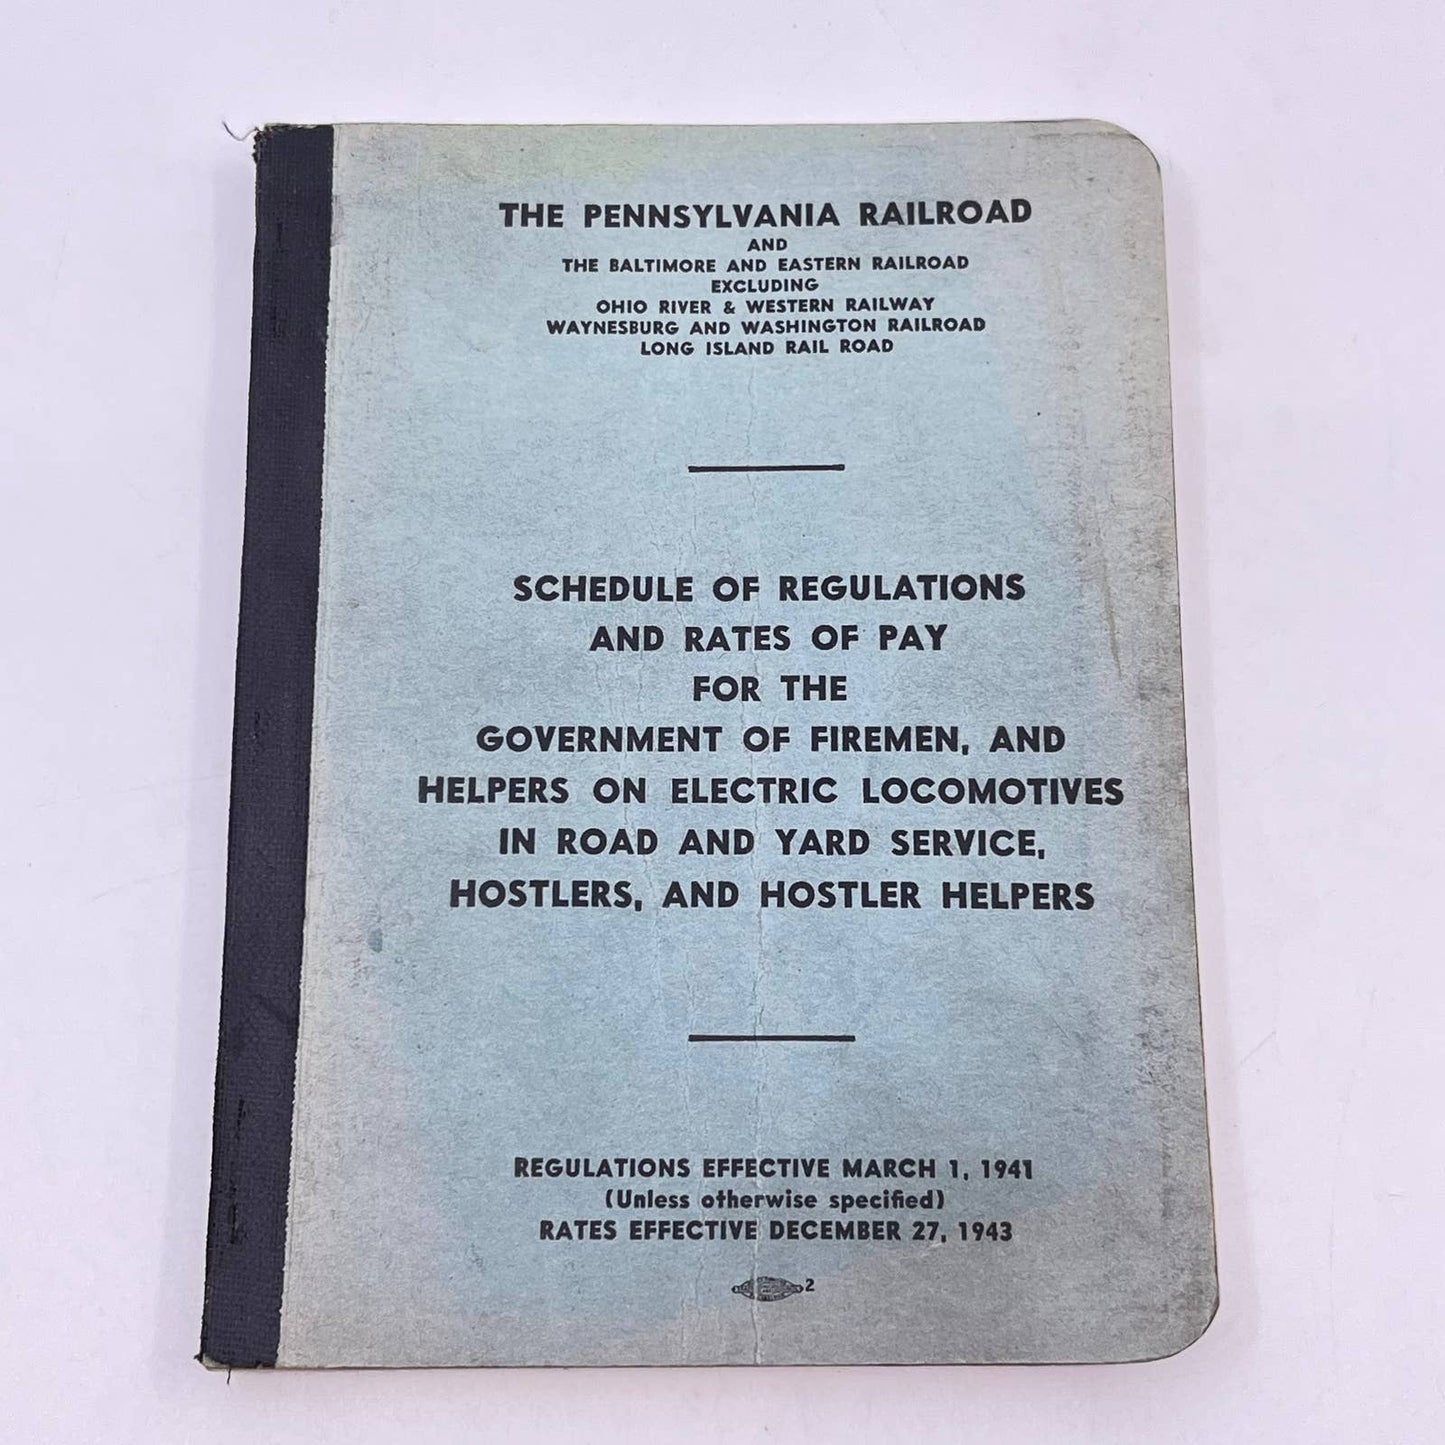 THE PENNSYLVANIA RAILROAD
AND
THE BALTIMORE AND EASTERN RAILROAD
EXCLUDING
OHIO RIVER & WESTERN RAILWAY
WAYNESBURG AND WASHINGTON RAILROAD
LONG ISLAND RAIL ROAD
SCHEDULE OF REGULATIONS
AND RATES OF PAY
FOR THE
GOVERNMENT OF FIREMEN, AND
HELPERS ON ELECTRIC LOCOMOTIVES
IN ROAD AND YARD SERVICE,
HOSTLERS, AND HOSTLER HELPERS
REGULATIONS EFFECTIVE MARCH 1, 1941
(Unless otherwise specified)
RATES EFFECTIVE DECEMBER 27, 1943
2